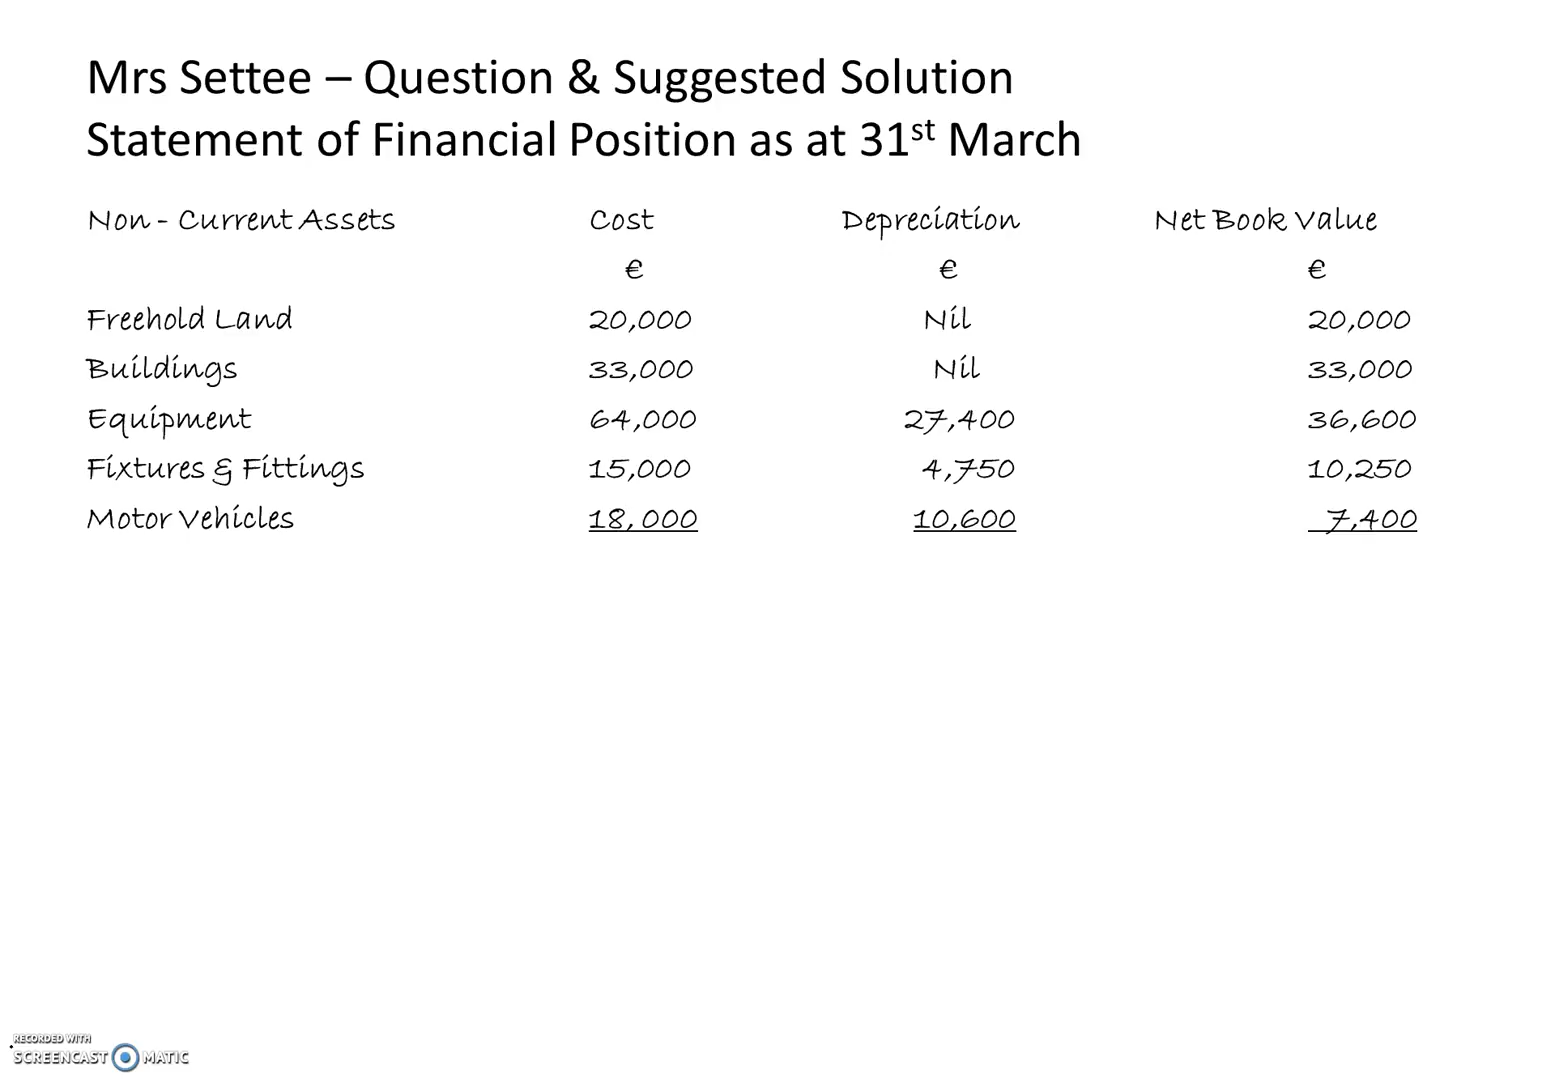 Mrs Settee – Question & Suggested Solution
Statement of Financial Position as at 31st March
Non - Current Assets Cost Depreciation Net Book Value
€ € €
Freehold Land 20,000 Nil 20,000
Buildings 33,000 Nil 33,000
Equipment 64,000 27,400 36,600
Fixtures & Fittings 15,000 4,750 10,250
Motor Vehicles 18,000 10,600 7,400
RECORDED WITH
SCREENCAST MATIC